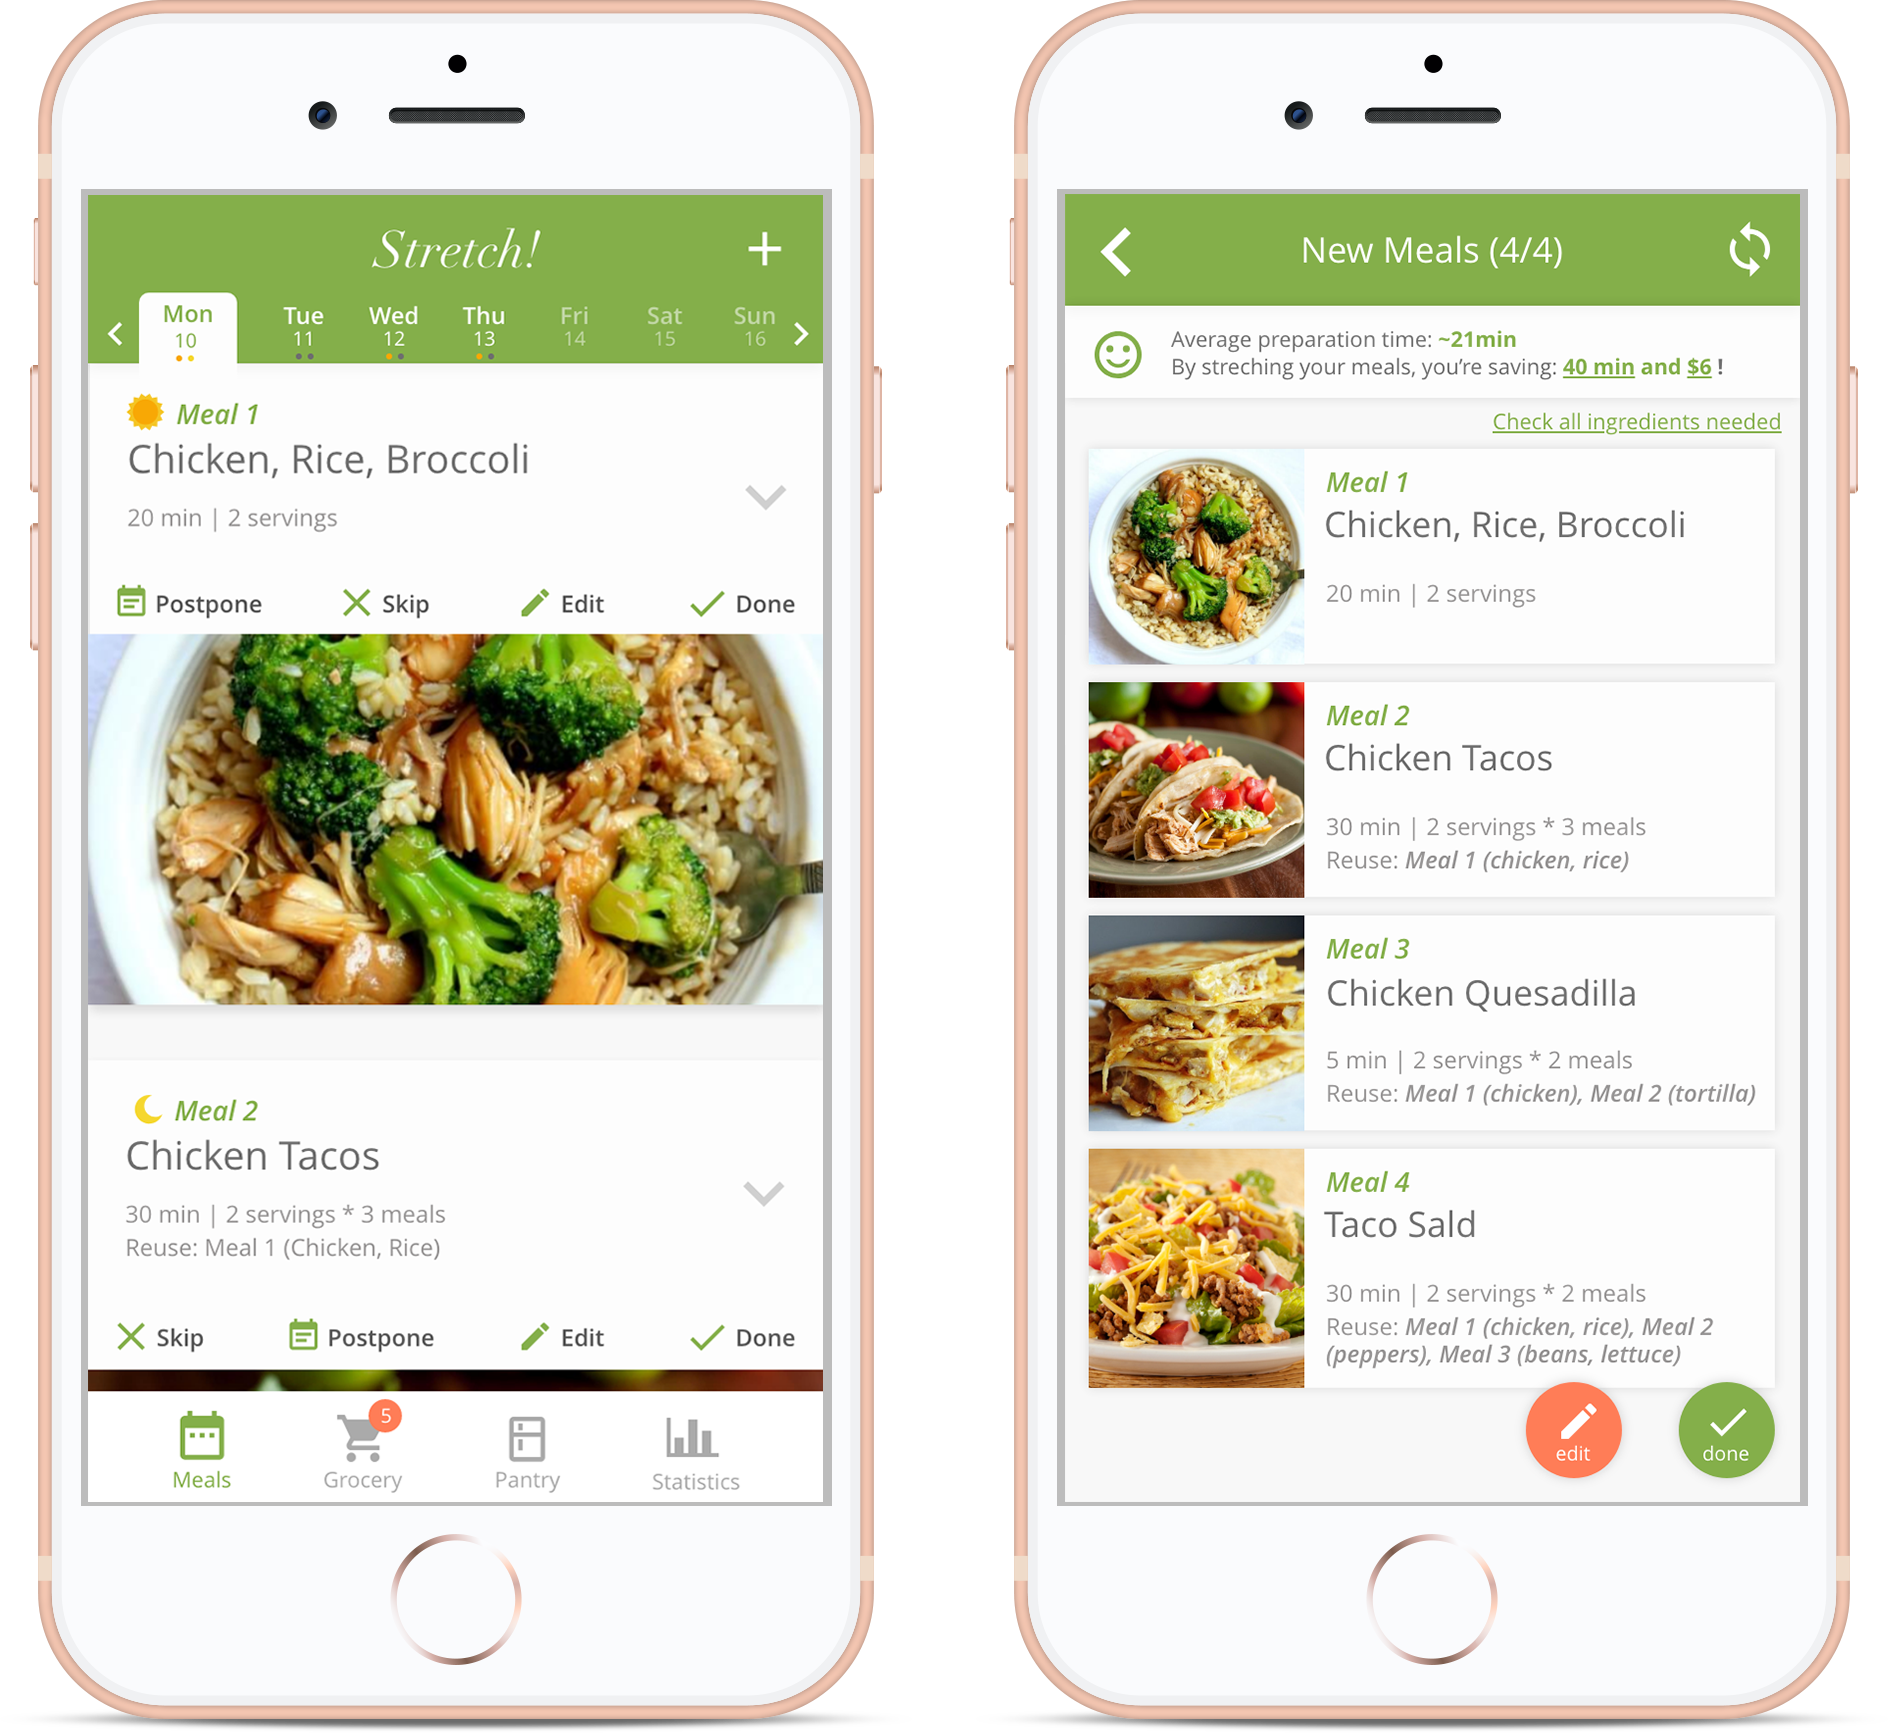 Stretch!
Mon Tue Wed Thu Fri Sat Sun
10 11 12 13 14 15 16
Meal 1
Chicken, Rice, Broccoli
20 min | 2 servings
Postpone Skip Edit Done
Meal 2
Chicken Tacos
30 min | 2 servings * 3 meals
Reuse: Meal 1 (Chicken, Rice)
Skip Postpone Edit Done
5
Meals Grocery Pantry Statistics
New Meals (4/4)
Average preparation time: ~21min
By streching your meals, you're saving: 40 min and $6 !
Check all ingredients needed
Meal 1
Chicken, Rice, Broccoli
20 min | 2 servings
Meal 2
Chicken Tacos
30 min | 2 servings * 3 meals
Reuse: Meal 1 (chicken, rice)
Meal 3
Chicken Quesadilla
5 min | 2 servings * 2 meals
Reuse: Meal 1 (chicken), Meal 2 (tortilla)
Meal 4
Taco Sald
30 min | 2 servings * 2 meals
Reuse: Meal 1 (chicken, rice), Meal 2
(peppers), Meal 3 (beans, lettuce)
edit done